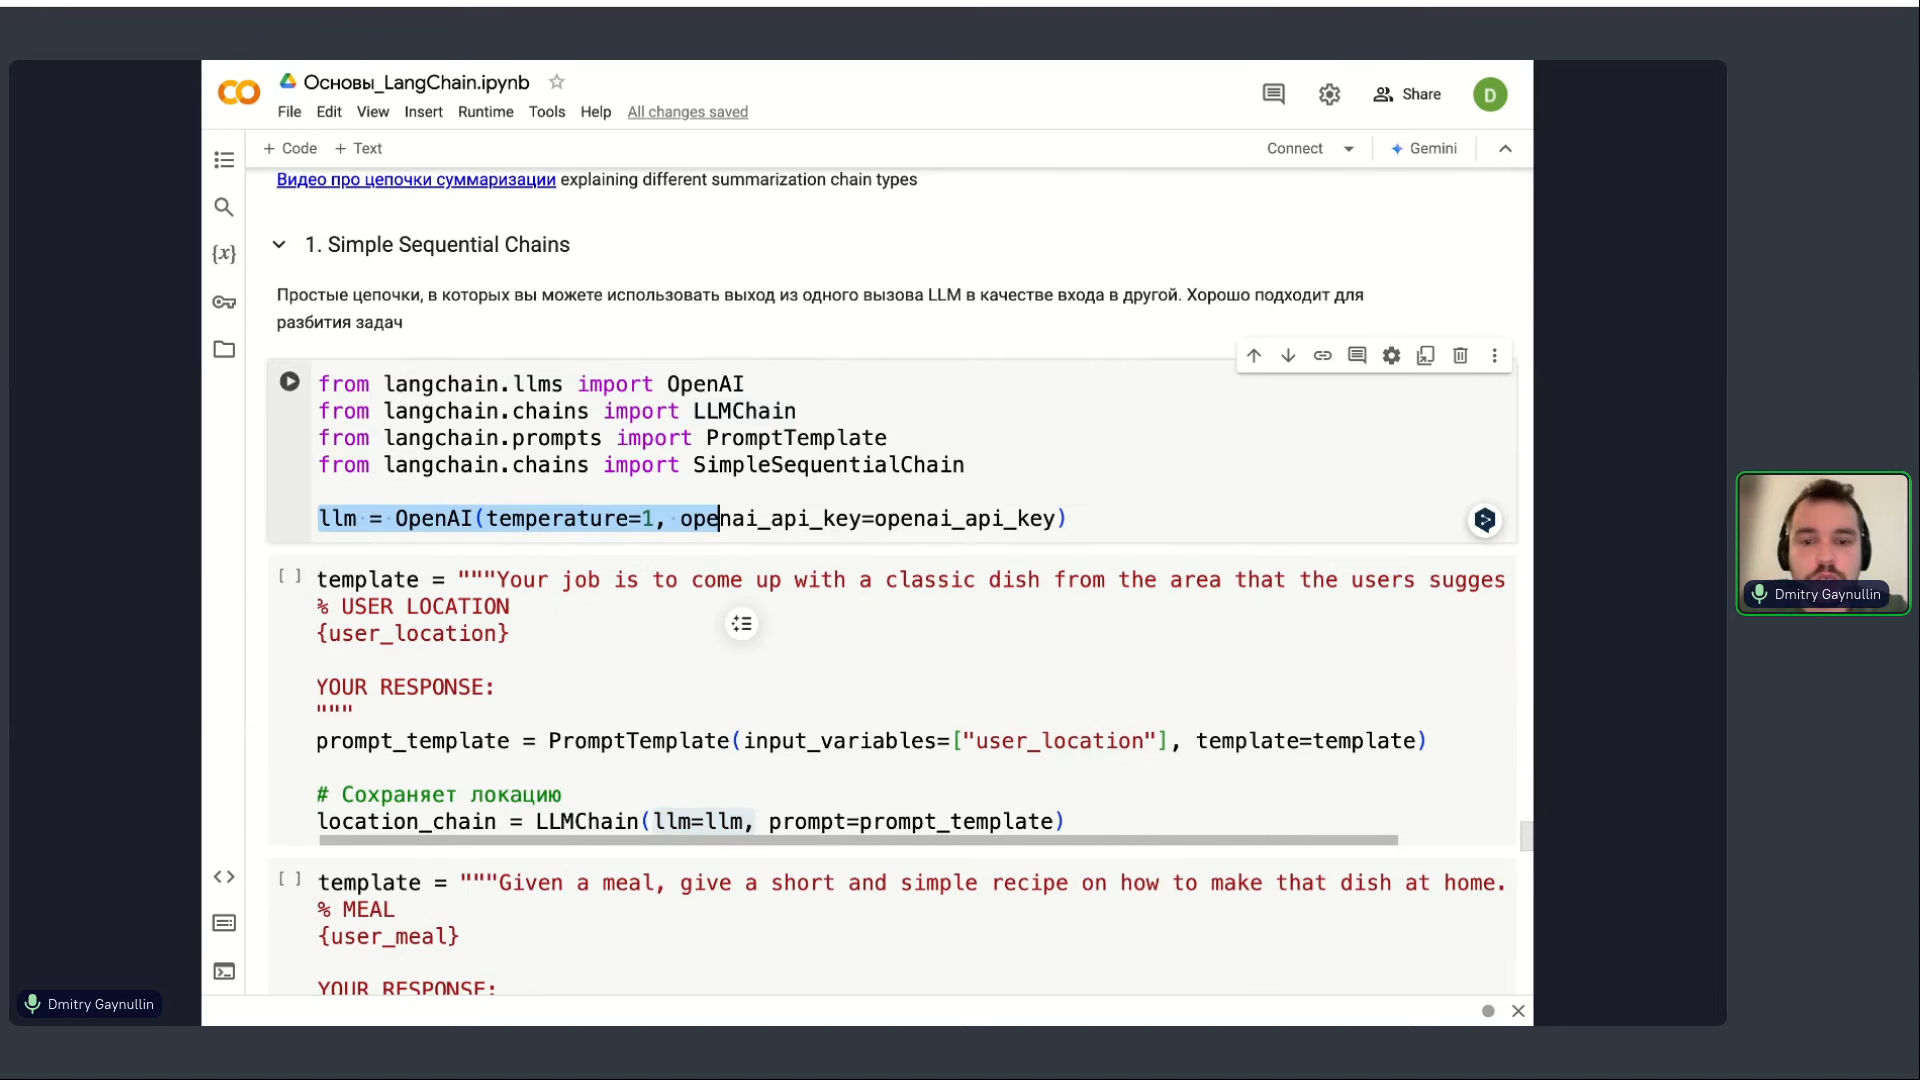 Основы_LangChain.ipynb
File Edit View Insert Runtime Tools Help All changes saved
Share
D
+ Code + Text
Connect
Gemini
Видео про цепочки суммаризации explaining different summarization chain types
1. Simple Sequential Chains
Простые цепочки, в которых вы можете использовать выход из одного вызова LLM в качестве входа в другой. Хорошо подходит для
разбития задач
from langchain.llms import OpenAI
from langchain.chains import LLMChain
from langchain.prompts import PromptTemplate
from langchain.chains import SimpleSequentialChain
llm = OpenAI(temperature=1, openai_api_key=openai_api_key)
[ ] template = """Your job is to come up with a classic dish from the area that the users sugges
% USER LOCATION
{user_location}
YOUR RESPONSE:
"""
prompt_template = PromptTemplate(input_variables=["user_location"], template=template)
# Сохраняет локацию
location_chain = LLMChain(llm=llm, prompt=prompt_template)
[ ] template = """Given a meal, give a short and simple recipe on how to make that dish at home.
% MEAL
{user_meal}
YOUR RESPONSE:
Dmitry Gaynullin
Dmitry Gaynullin